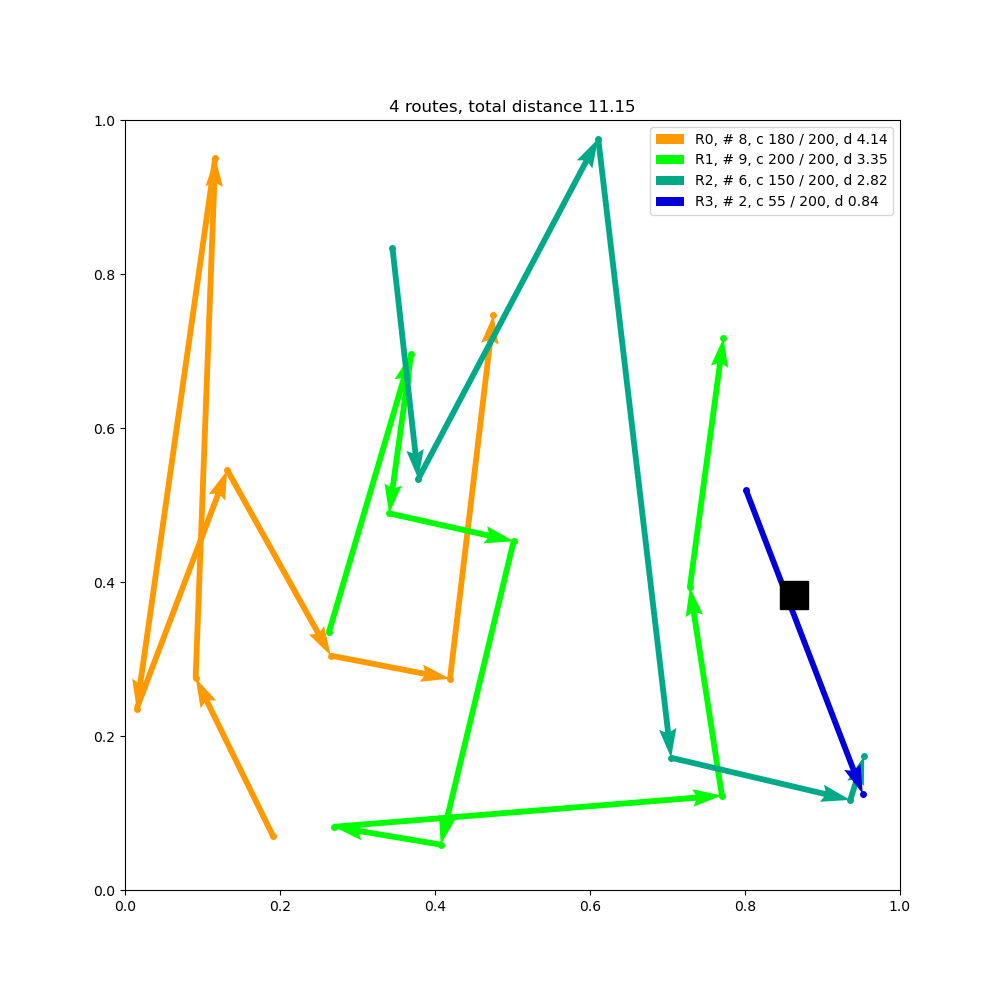 4 routes, total distance 11.15
R0, # 8, c 180 / 200, d 4.14
R1, # 9, c 200 / 200, d 3.35
R2, # 6, c 150 / 200, d 2.82
R3, # 2, c 55 / 200, d 0.84
1.0
0.8
0.6
0.4
0.2
0.0
0.0 0.2 0.4 0.6 0.8 1.0